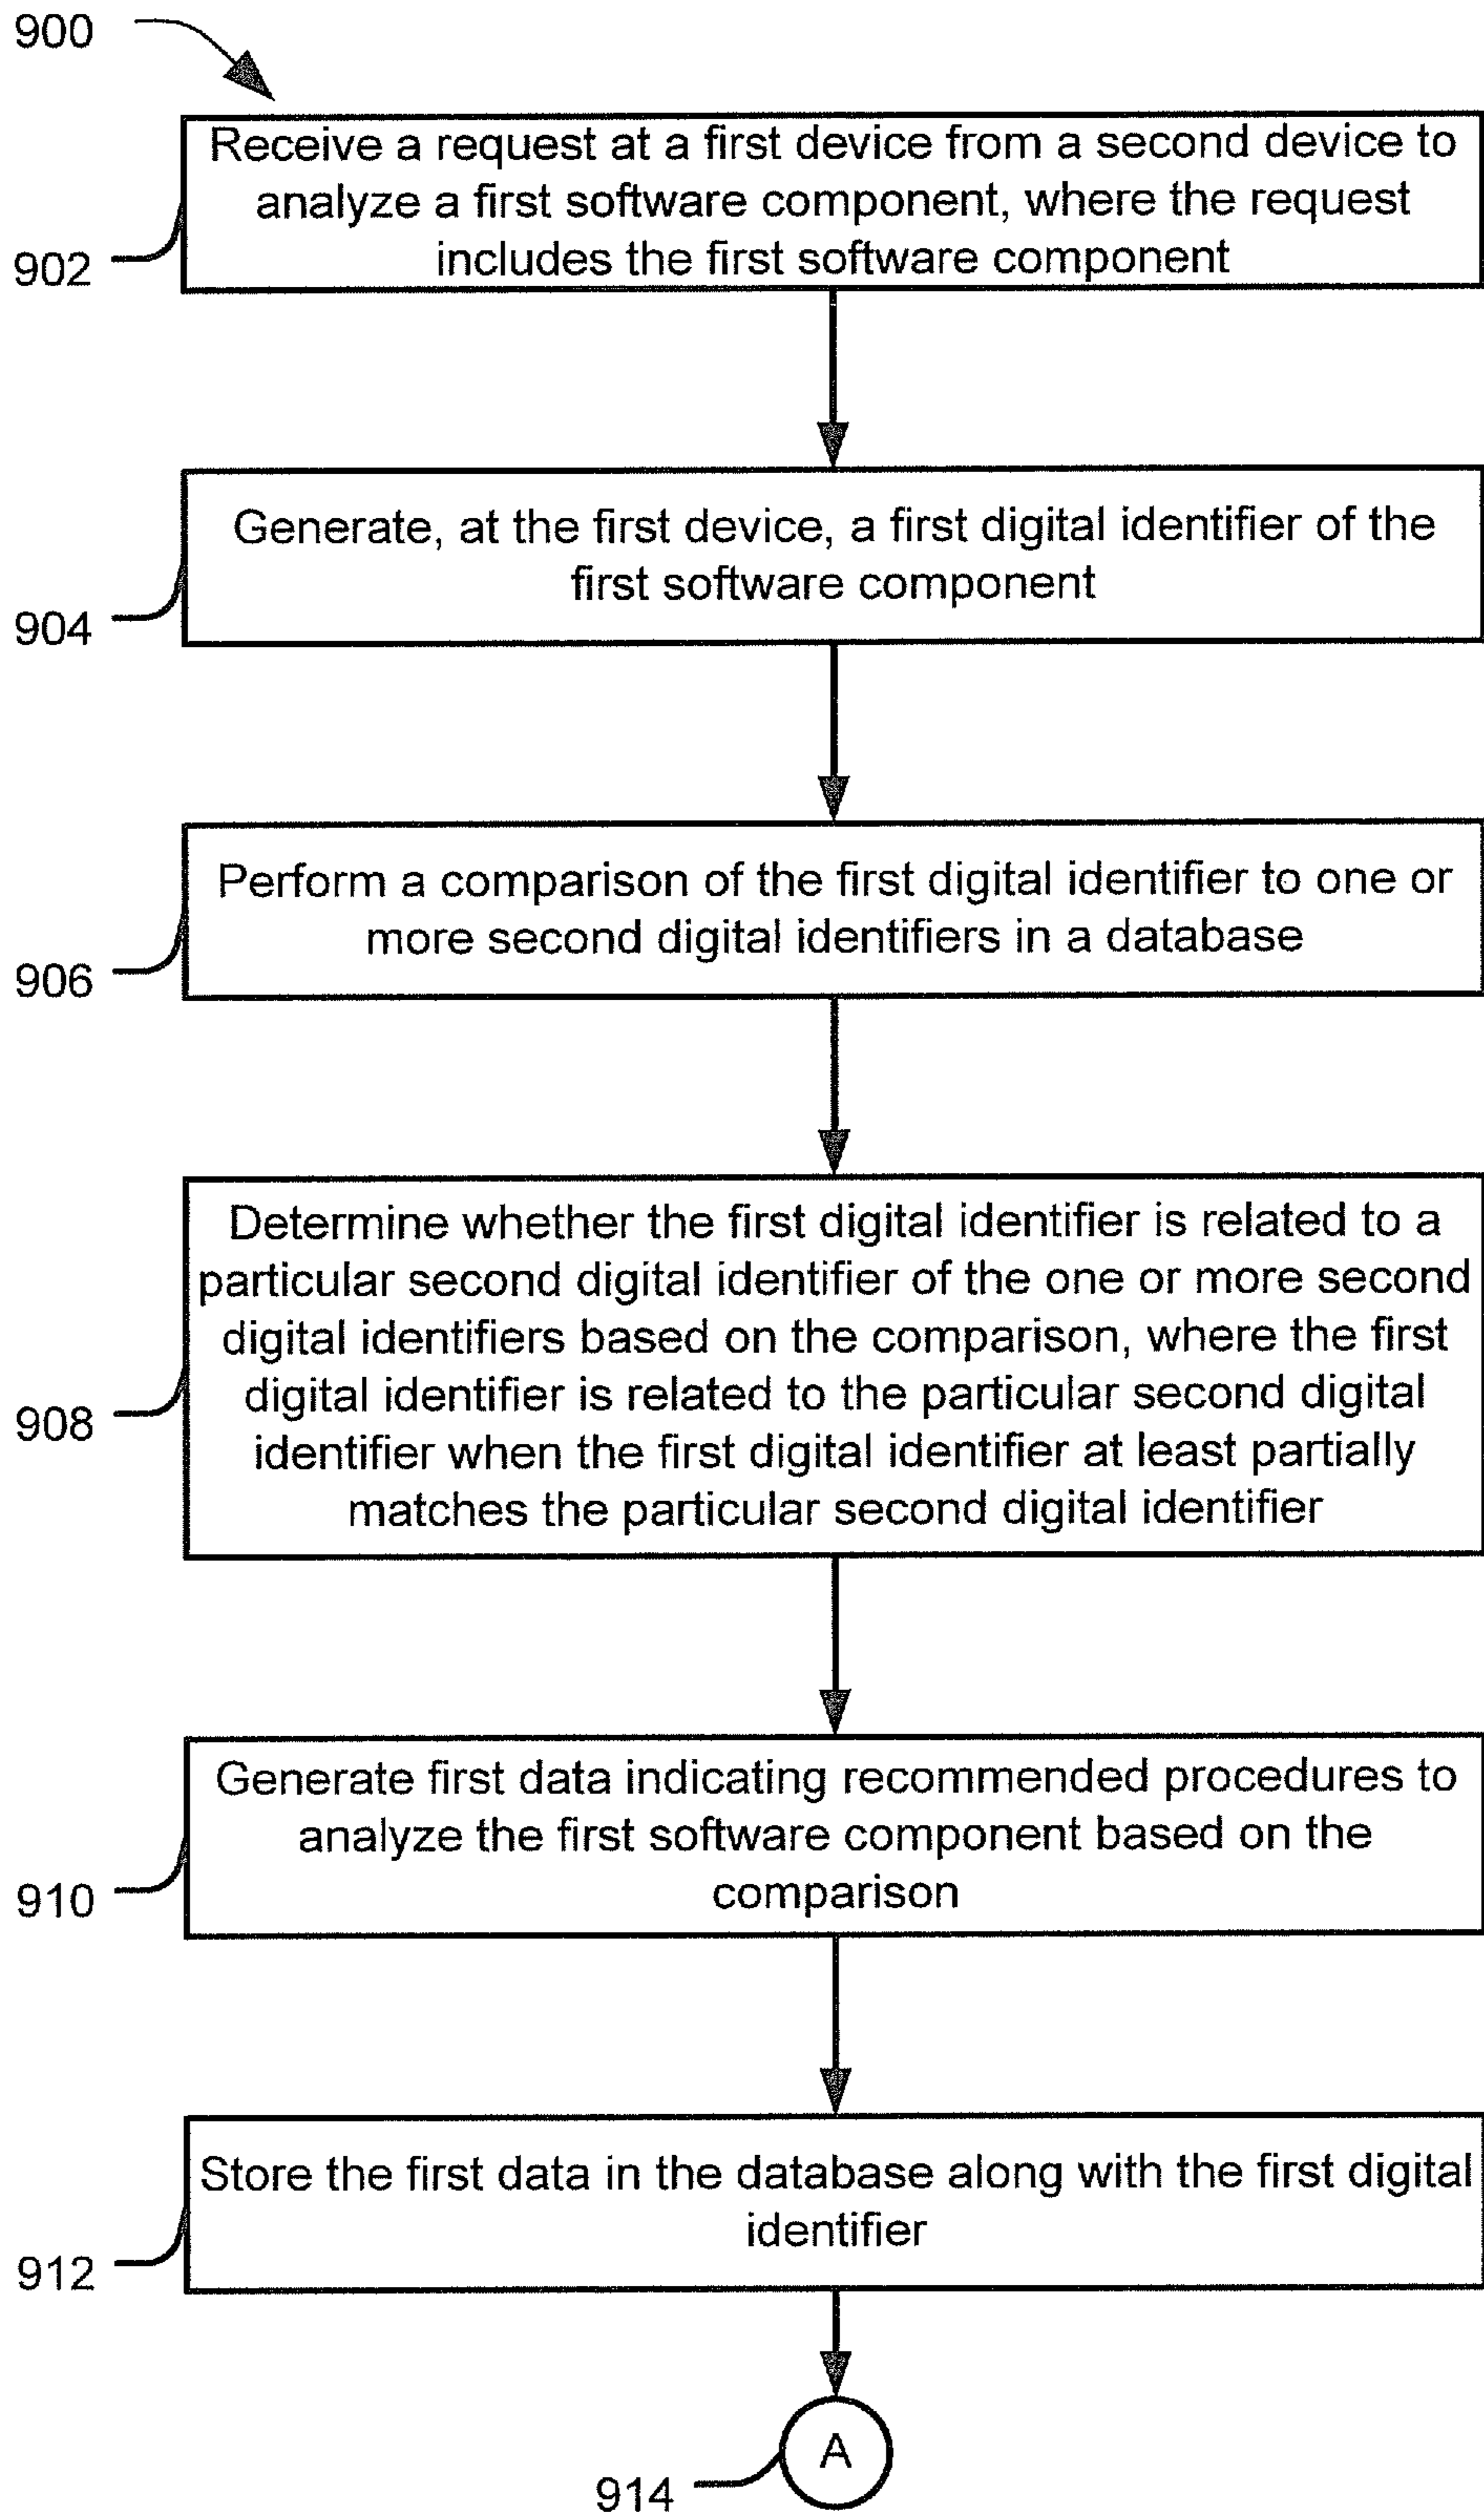 900
Receive a request at a first device from a second device to
analyze a first software component, where the request
includes the first software component
902
Generate, at the first device, a first digital identifier of the
first software component
904
Perform a comparison of the first digital identifier to one or
more second digital identifiers in a database
906
Determine whether the first digital identifier is related to a
particular second digital identifier of the one or more second
digital identifiers based on the comparison, where the first
digital identifier is related to the particular second digital
identifier when the first digital identifier at least partially
matches the particular second digital identifier
908
Generate first data indicating recommended procedures to
analyze the first software component based on the
comparison
910
Store the first data in the database along with the first digital
identifier
912
A
914